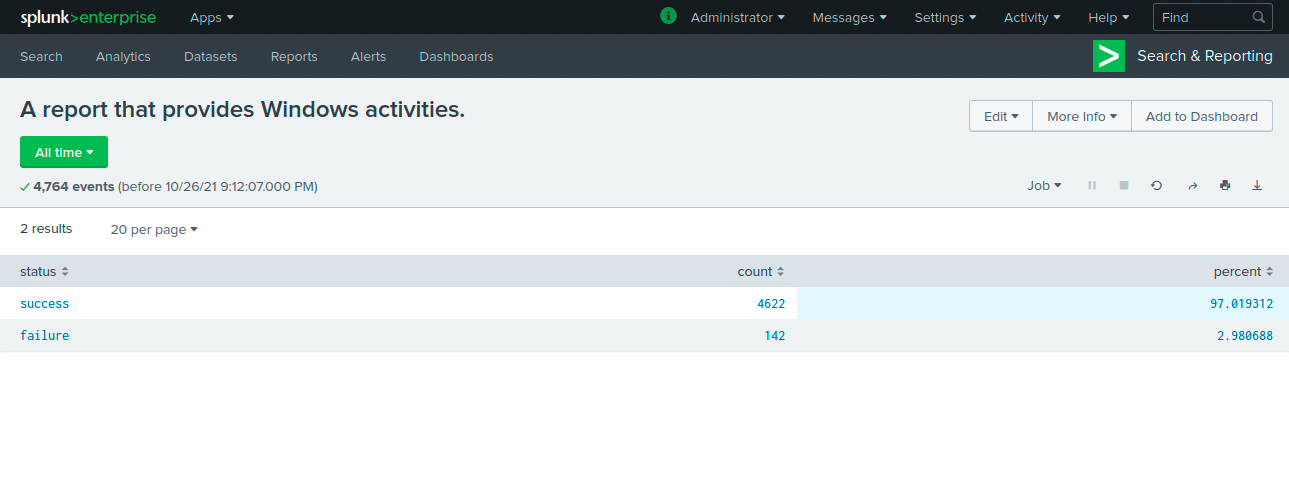 splunk>enterprise Apps Administrator Messages Settings Activity Help Find
Search Analytics Datasets Reports Alerts Dashboards Search & Reporting
A report that provides Windows activities.
Edit More Info Add to Dashboard
All time
4,764 events (before 10/26/21 9:12:07.000 PM)
Job
2 results 20 per page
status count percent
success 4622 97.019312
failure 142 2.980688